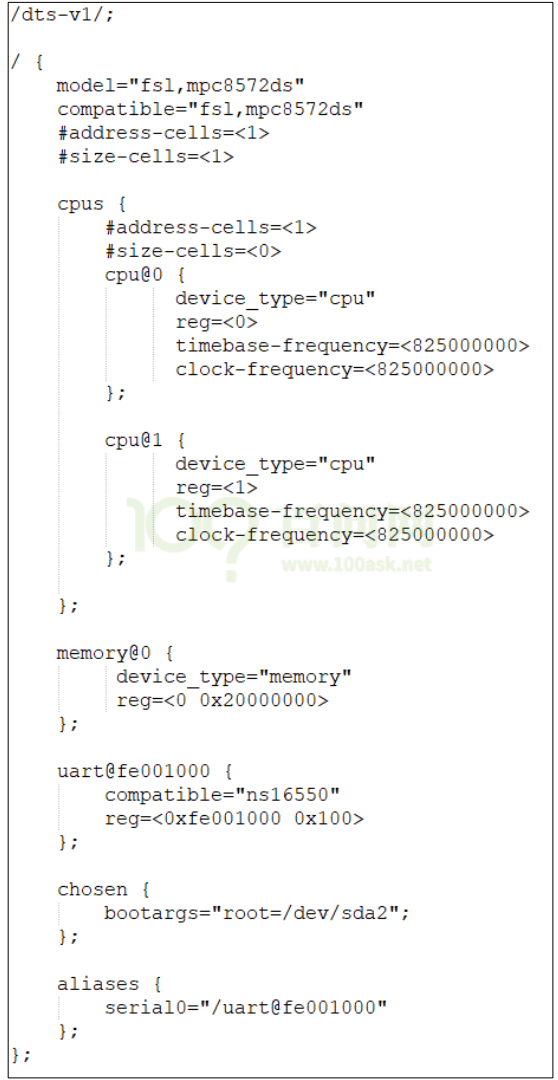 /dts-v1/;
/ {
model="fsl,mpc8572ds"
compatible="fsl,mpc8572ds"
#address-cells=<1>
#size-cells=<1>
cpus {
#address-cells=<1>
#size-cells=<0>
cpu@0 {
device_type="cpu"
reg=<0>
timebase-frequency=<825000000>
clock-frequency=<825000000>
};
cpu@1 {
device_type="cpu"
reg=<1>
timebase-frequency=<825000000>
clock-frequency=<825000000>
};
www.100ask.net
};
memory@0 {
device_type="memory"
reg=<0 0x20000000>
};
uart@fe001000 {
compatible="ns16550"
reg=<0xfe001000 0x100>
};
chosen {
bootargs="root=/dev/sda2";
};
aliases {
serial0="/uart@fe001000"
};
};